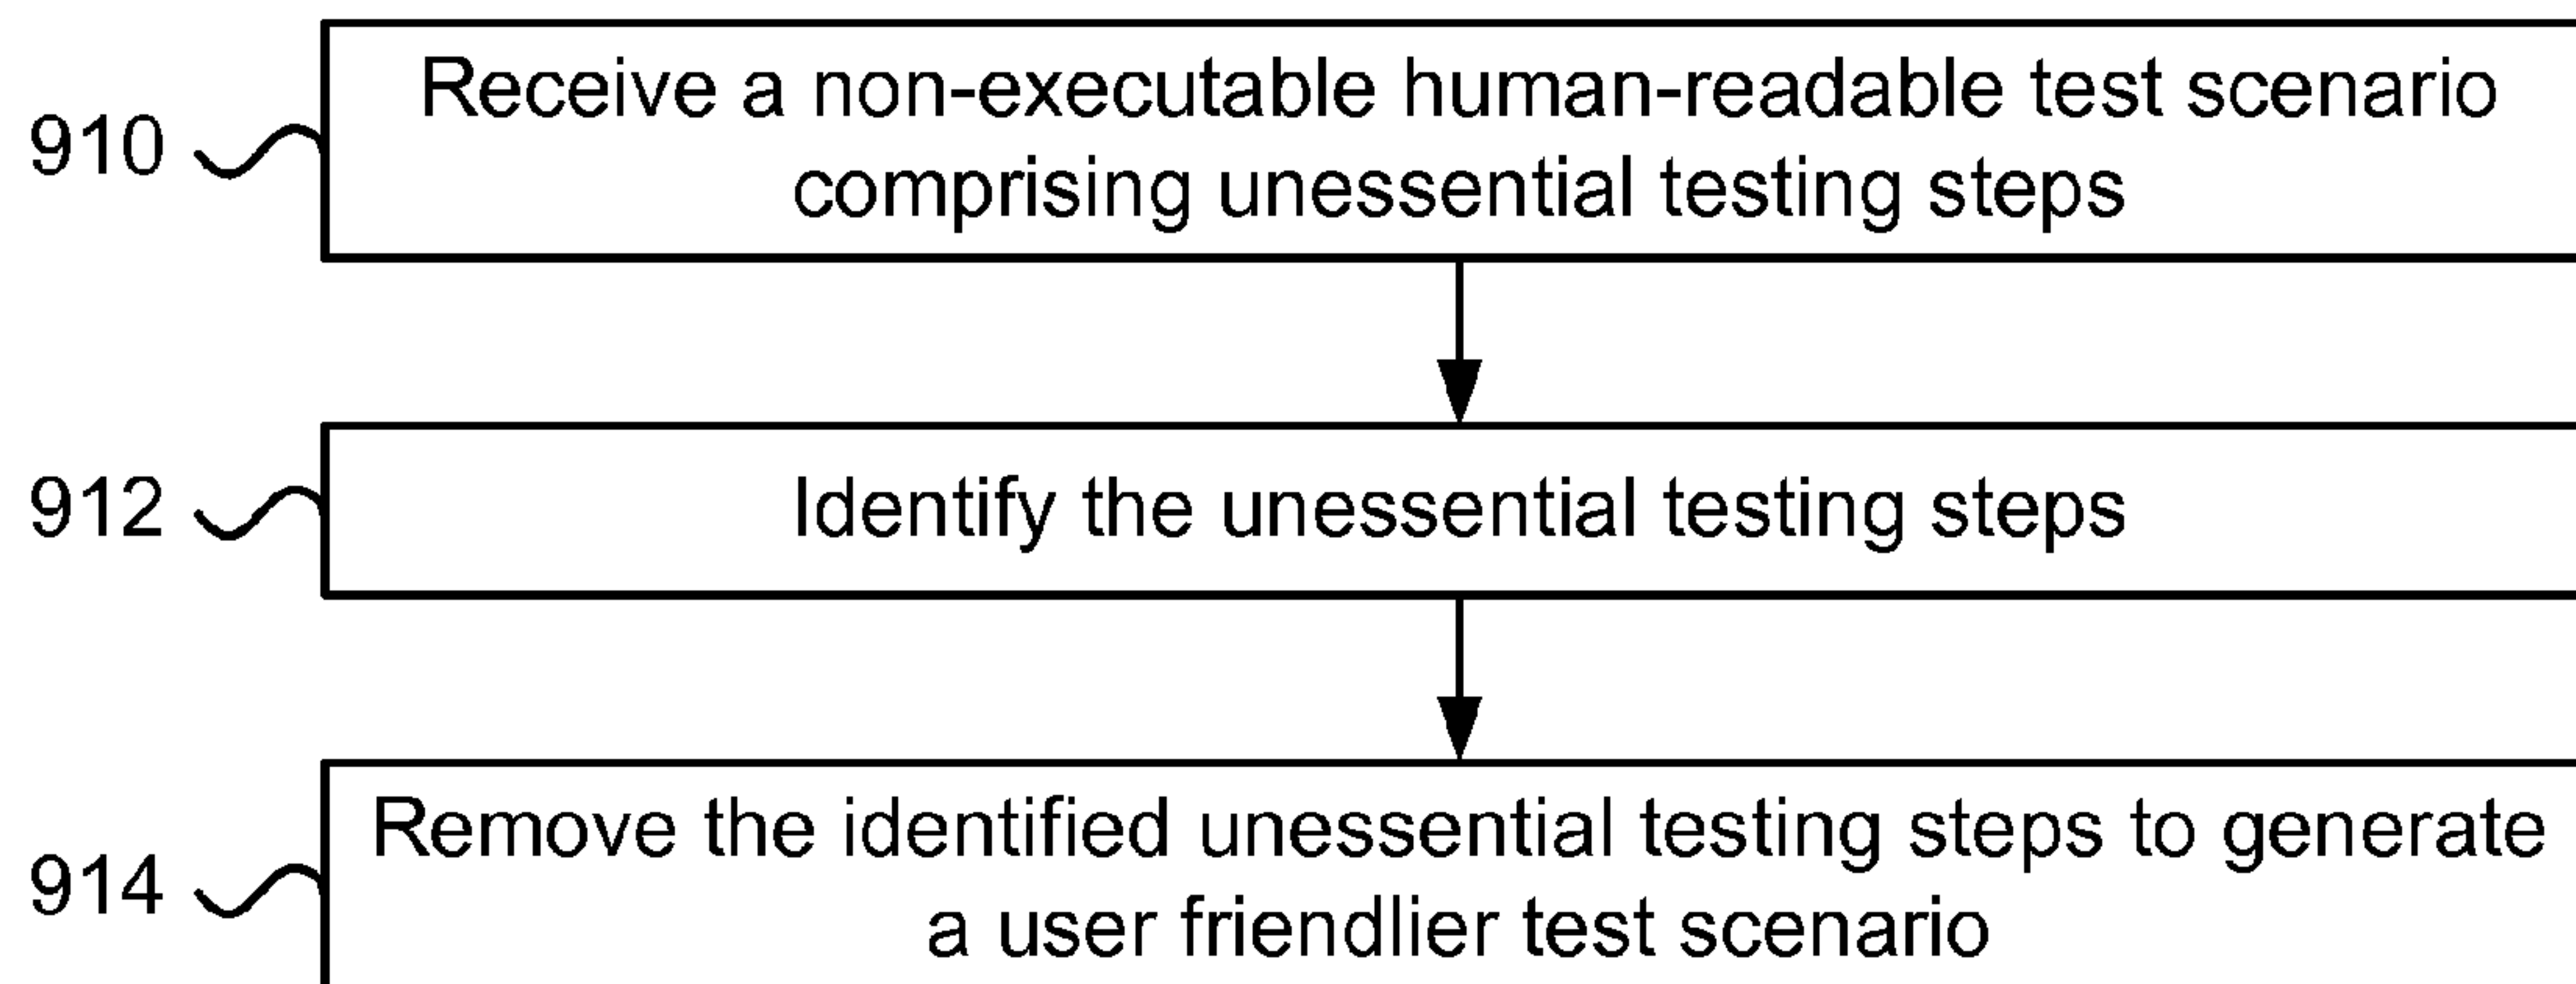 910
Receive a non-executable human-readable test scenario
comprising unessential testing steps
912
Identify the unessential testing steps
914
Remove the identified unessential testing steps to generate
a user friendlier test scenario